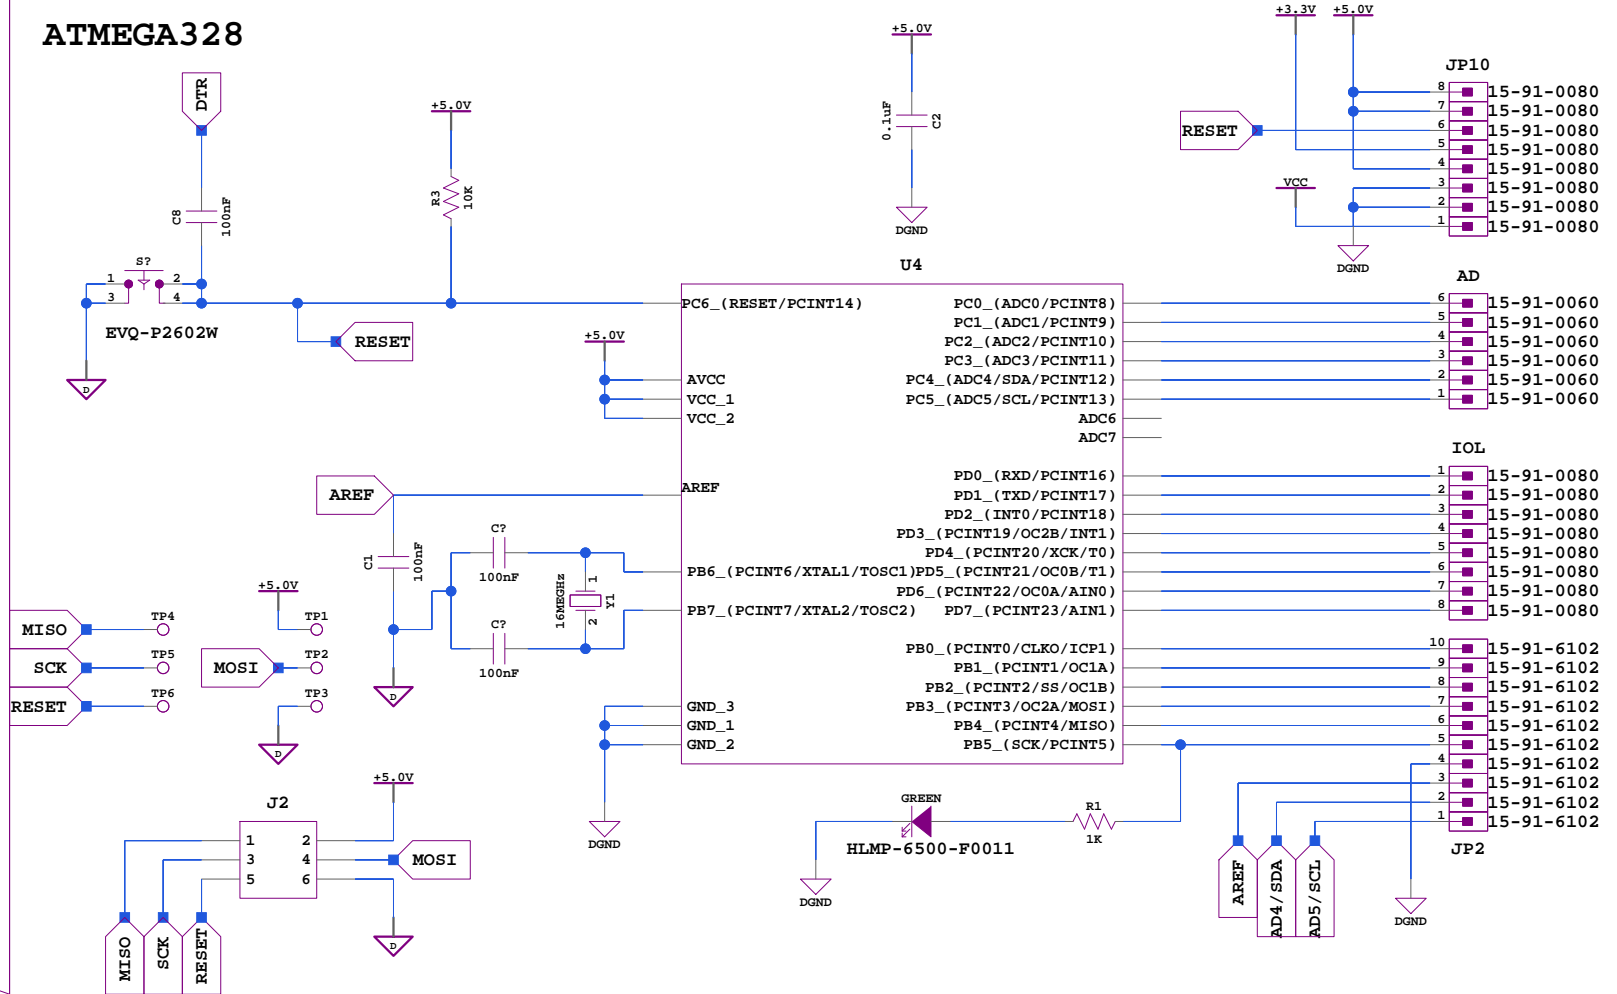 ATMEGA328
+3.3V
+5.0V
+5.0V
JP10
DTR
+5.0V
0.1uF
C2
RESET
8 15-91-0080
7 15-91-0080
6 15-91-0080
5 15-91-0080
4 15-91-0080
3 15-91-0080
2 15-91-0080
1 15-91-0080
VCC
DGND
DGND
C8
100nF
R3
10K
S?
1
2
3
4
EVQ-P2602W
RESET
D
U4
PC6_(RESET/PCINT14)
+5.0V
AVCC
VCC_1
VCC_2
AREF
AREF
PB6_(PCINT6/XTAL1/TOSC1)
PB7_(PCINT7/XTAL2/TOSC2)
GND_3
GND_1
GND_2
PC0_(ADC0/PCINT8)
PC1_(ADC1/PCINT9)
PC2_(ADC2/PCINT10)
PC3_(ADC3/PCINT11)
PC4_(ADC4/SDA/PCINT12)
PC5_(ADC5/SCL/PCINT13)
ADC6
ADC7
PD0_(RXD/PCINT16)
PD1_(TXD/PCINT17)
PD2_(INT0/PCINT18)
PD3_(PCINT19/OC2B/INT1)
PD4_(PCINT20/XCK/T0)
PD5_(PCINT21/OC0B/T1)
PD6_(PCINT22/OC0A/AIN0)
PD7_(PCINT23/AIN1)
PB0_(PCINT0/CLKO/ICP1)
PB1_(PCINT1/OC1A)
PB2_(PCINT2/SS/OC1B)
PB3_(PCINT3/OC2A/MOSI)
PB4_(PCINT4/MISO)
PB5_(SCK/PCINT5)
AD
6 15-91-0060
5 15-91-0060
4 15-91-0060
3 15-91-0060
2 15-91-0060
1 15-91-0060
IOL
1 15-91-0080
2 15-91-0080
3 15-91-0080
4 15-91-0080
5 15-91-0080
6 15-91-0080
7 15-91-0080
8 15-91-0080
10 15-91-6102
9 15-91-6102
8 15-91-6102
7 15-91-6102
6 15-91-6102
5 15-91-6102
4 15-91-6102
3 15-91-6102
2 15-91-6102
1 15-91-6102
JP2
C1
100nF
C?
100nF
C?
100nF
16MEGHz
1
2
Y1
D
+5.0V
MISO
TP4
TP1
SCK
TP5
MOSI
TP2
RESET
TP6
TP3
D
+5.0V
J2
1 2
3 4
5 6
MOSI
D
MISO
SCK
RESET
DGND
GREEN
HLMP-6500-F0011
R1
1K
DGND
AREF
AD4/SDA
AD5/SCL
DGND